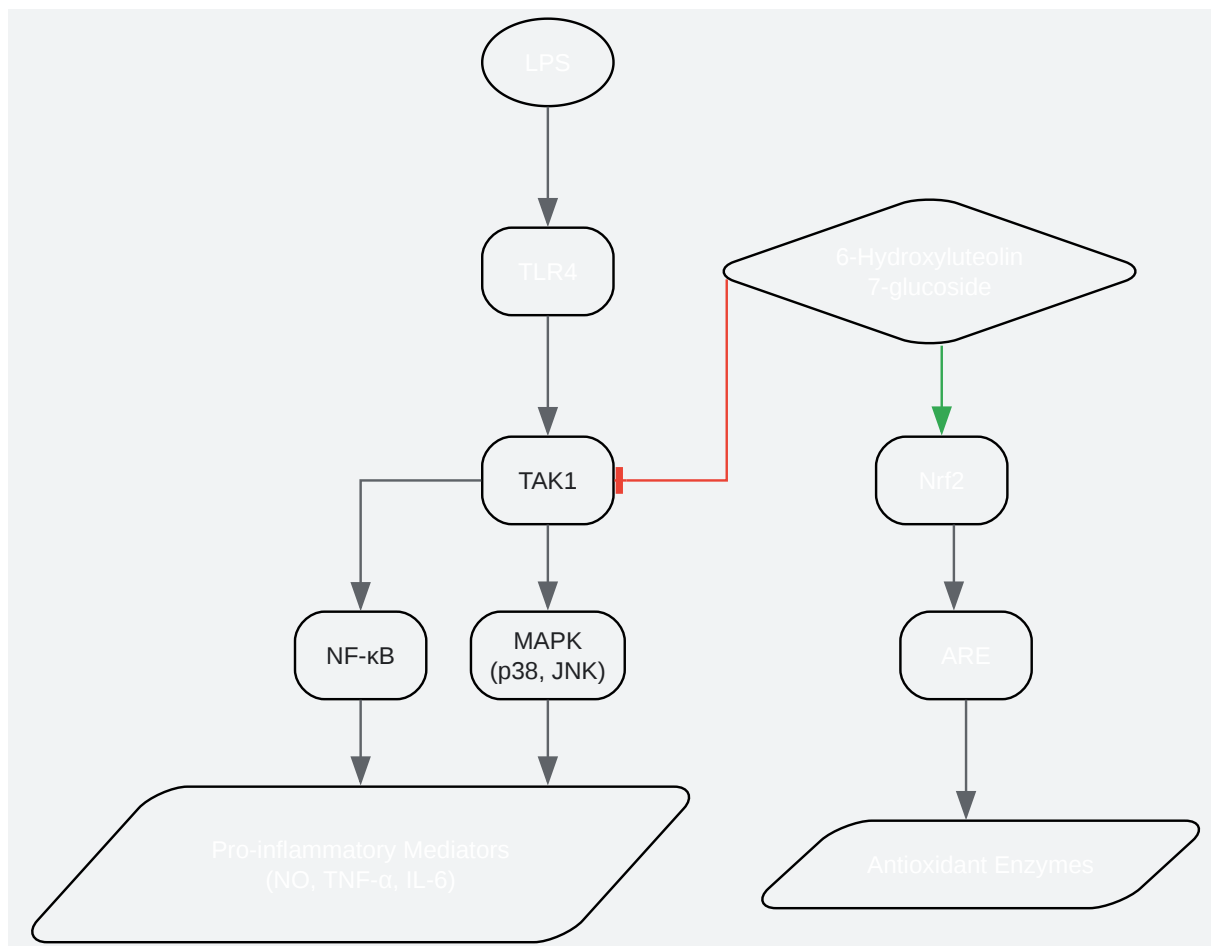 LPS
TLR4
6-Hydroxyluteolin
7-glucoside
TAK1
Nrf2
NF-κB
MAPK
(p38, JNK)
ARE
Pro-inflammatory Mediators
(NO, TNF-α, IL-6)
Antioxidant Enzymes